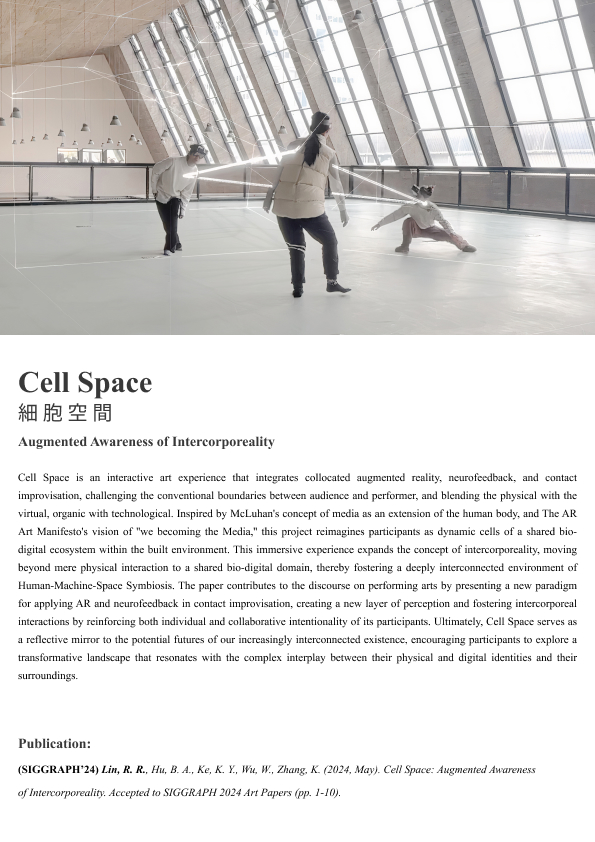 Cell Space
細胞空間
Augmented Awareness of Intercorporeality
Cell Space is an interactive art experience that integrates collocated augmented reality, neurofeedback, and contact
improvisation, challenging the conventional boundaries between audience and performer, and blending the physical with the
virtual, organic with technological. Inspired by McLuhan's concept of media as an extension of the human body, and The AR
Art Manifesto's vision of "we becoming the Media," this project reimagines participants as dynamic cells of a shared bio-
digital ecosystem within the built environment. This immersive experience expands the concept of intercorporeality, moving
beyond mere physical interaction to a shared bio-digital domain, thereby fostering a deeply interconnected environment of
Human-Machine-Space Symbiosis. The paper contributes to the discourse on performing arts by presenting a new paradigm
for applying AR and neurofeedback in contact improvisation, creating a new layer of perception and fostering intercorporeal
interactions by reinforcing both individual and collaborative intentionality of its participants. Ultimately, Cell Space serves as
a reflective mirror to the potential futures of our increasingly interconnected existence, encouraging participants to explore a
transformative landscape that resonates with the complex interplay between their physical and digital identities and their
surroundings.
Publication:
(SIGGRAPH’24) Lin, R. R., Hu, B. A., Ke, K. Y., Wu, W., Zhang, K. (2024, May). Cell Space: Augmented Awareness
of Intercorporeality. Accepted to SIGGRAPH 2024 Art Papers (pp. 1-10).